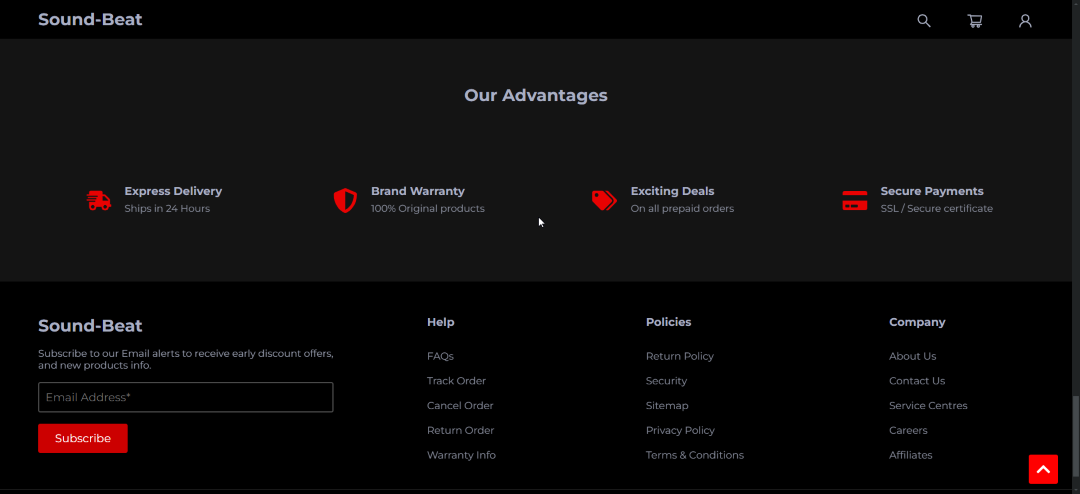 Sound-Beat
Our Advantages
Express Delivery
Ships in 24 Hours
Brand Warranty
100% Original products
Exciting Deals
On all prepaid orders
Secure Payments
SSL / Secure certificate
Sound-Beat
Subscribe to our Email alerts to receive early discount offers,
and new products info.
Email Address*
Subscribe
Help
FAQs
Track Order
Cancel Order
Return Order
Warranty Info
Policies
Return Policy
Security
Sitemap
Privacy Policy
Terms & Conditions
Company
About Us
Contact Us
Service Centres
Careers
Affiliates